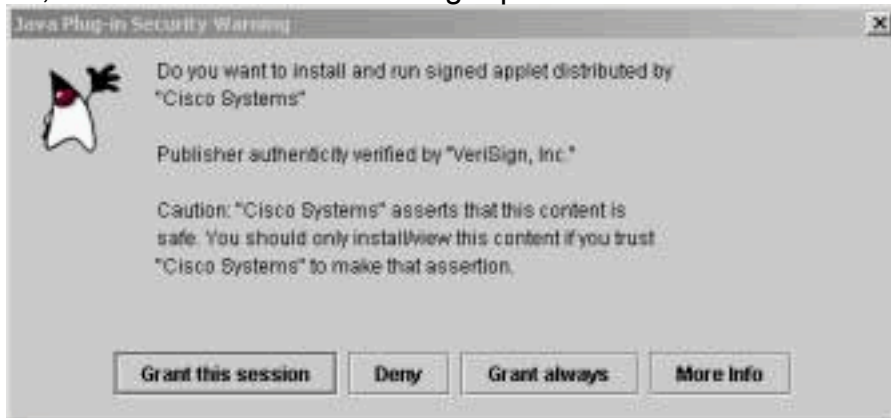 Java Plug-in Security Warning
Do you want to install and run signed applet distributed by
"Cisco Systems"
Publisher authenticity verified by "VeriSign, Inc."
Caution: "Cisco Systems" asserts that this content is
safe. You should only install/view this content if you trust
"Cisco Systems" to make that assertion.
Grant this session Deny Grant always More Info